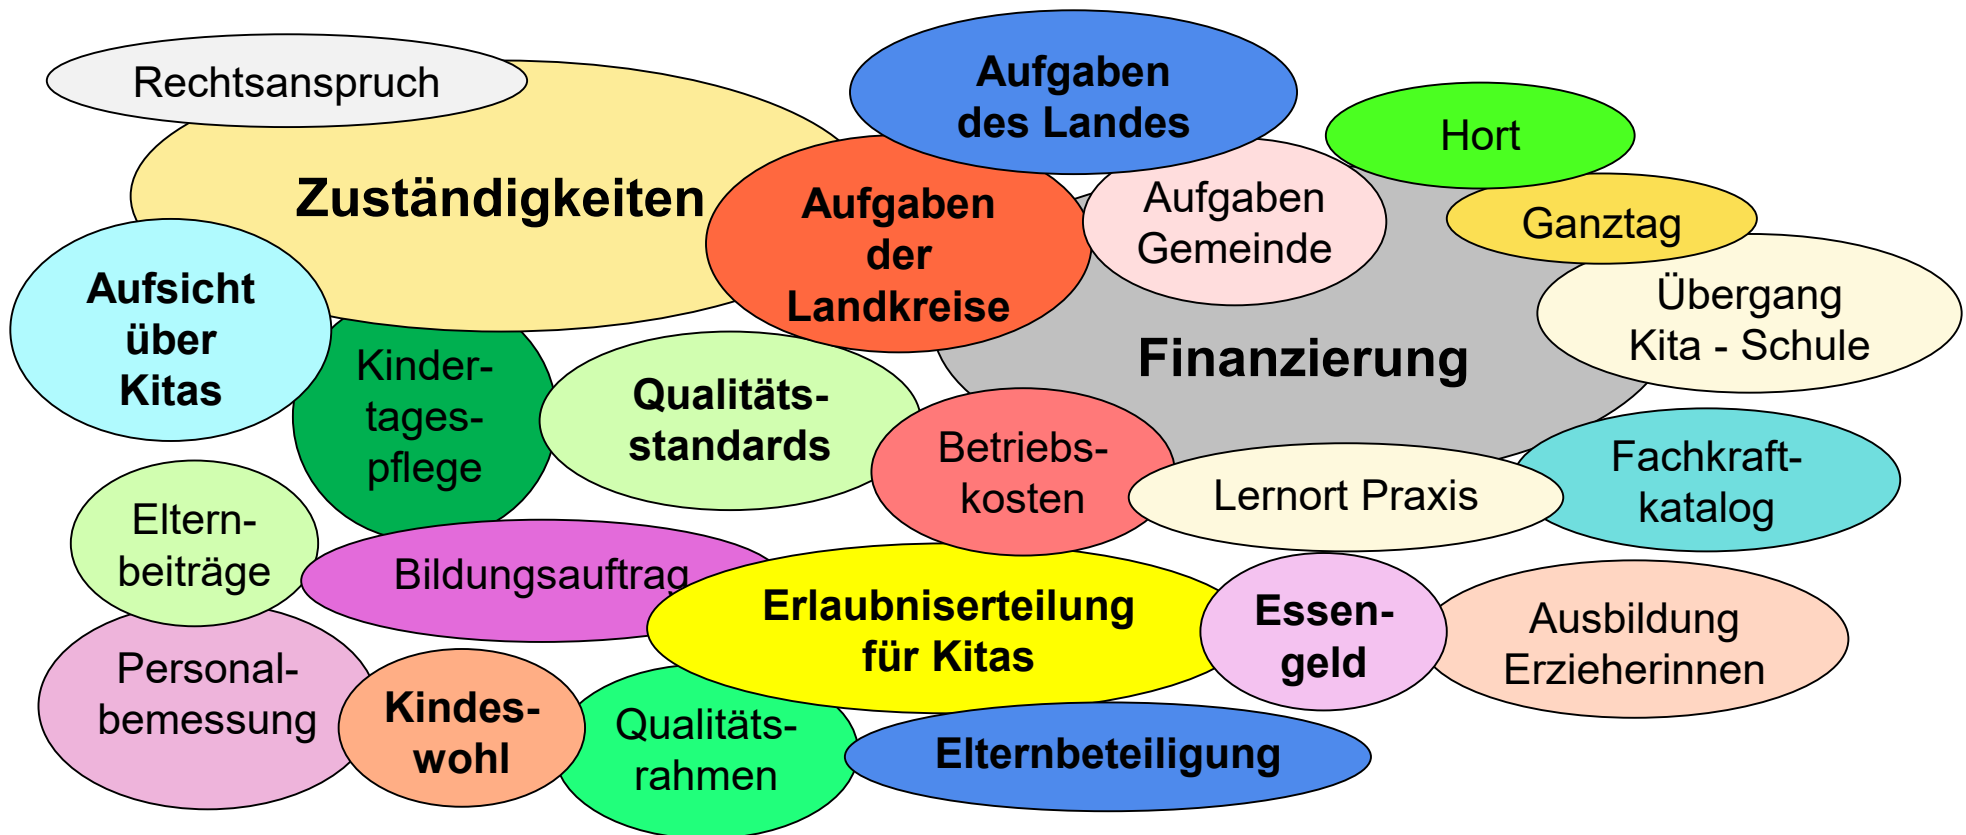 Rechtsanspruch
Zuständigkeiten
Aufgaben
des Landes
Aufgaben
der
Landkreise
Aufgaben
Gemeinde
Hort
Ganztag
Übergang
Kita - Schule
Aufsicht
über
Kitas
Kinder-
tages-
pflege
Qualitäts-
standards
Finanzierung
Betriebs-
kosten
Lernort Praxis
Fachkraft-
katalog
Eltern-
beiträge
Bildungsauftrag
Erlaubniserteilung
für Kitas
Essen-
geld
Ausbildung
Erzieherinnen
Personal-
bemessung
Kindes-
wohl
Qualitäts-
rahmen
Elternbeteiligung